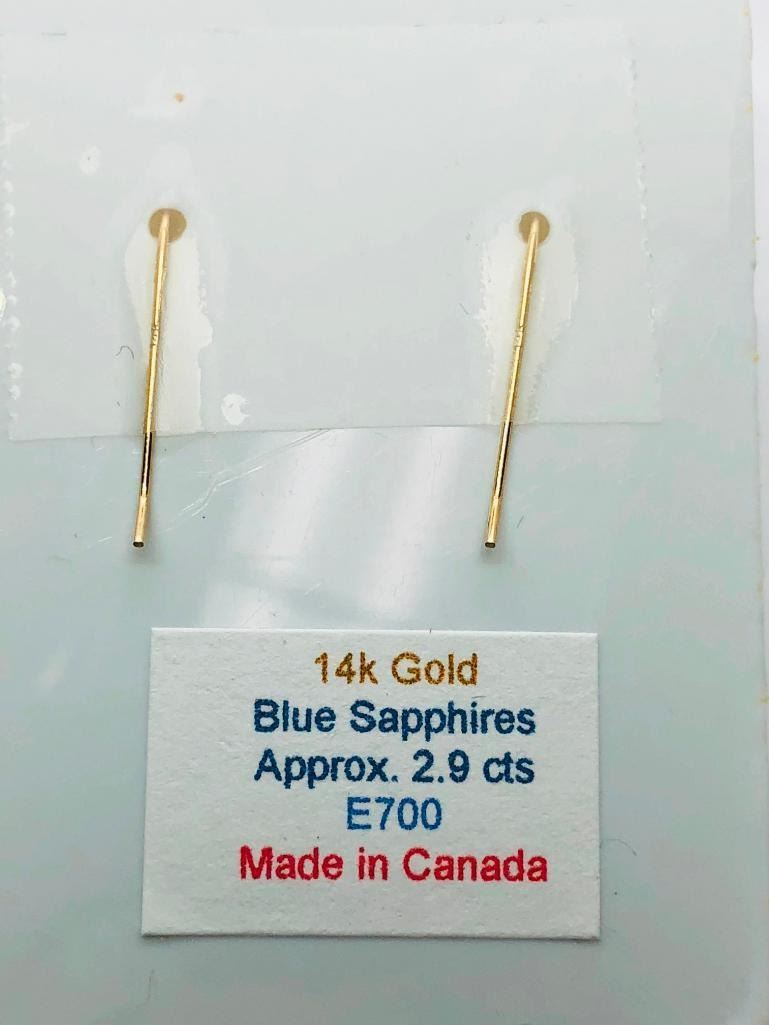 14k Gold
Blue Sapphires
Approx. 2.9 cts
E700
Made in Canada